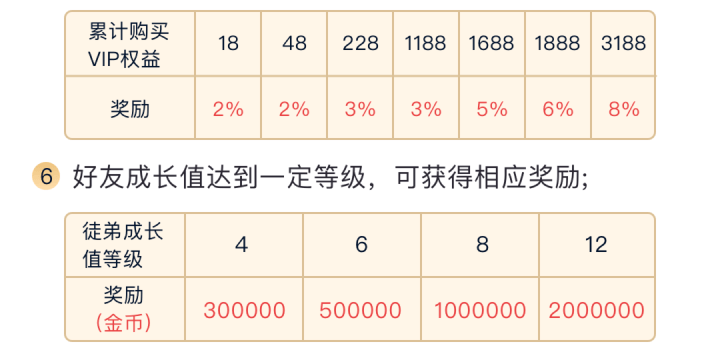 累计购买
VIP权益 18 48 228 1188 1688 1888 3188
奖励 2% 2% 3% 3% 5% 6% 8%
6 好友成长值达到一定等级，可获得相应奖励;
徒弟成长
值等级 4 6 8 12
奖励
(金币) 300000 500000 1000000 2000000